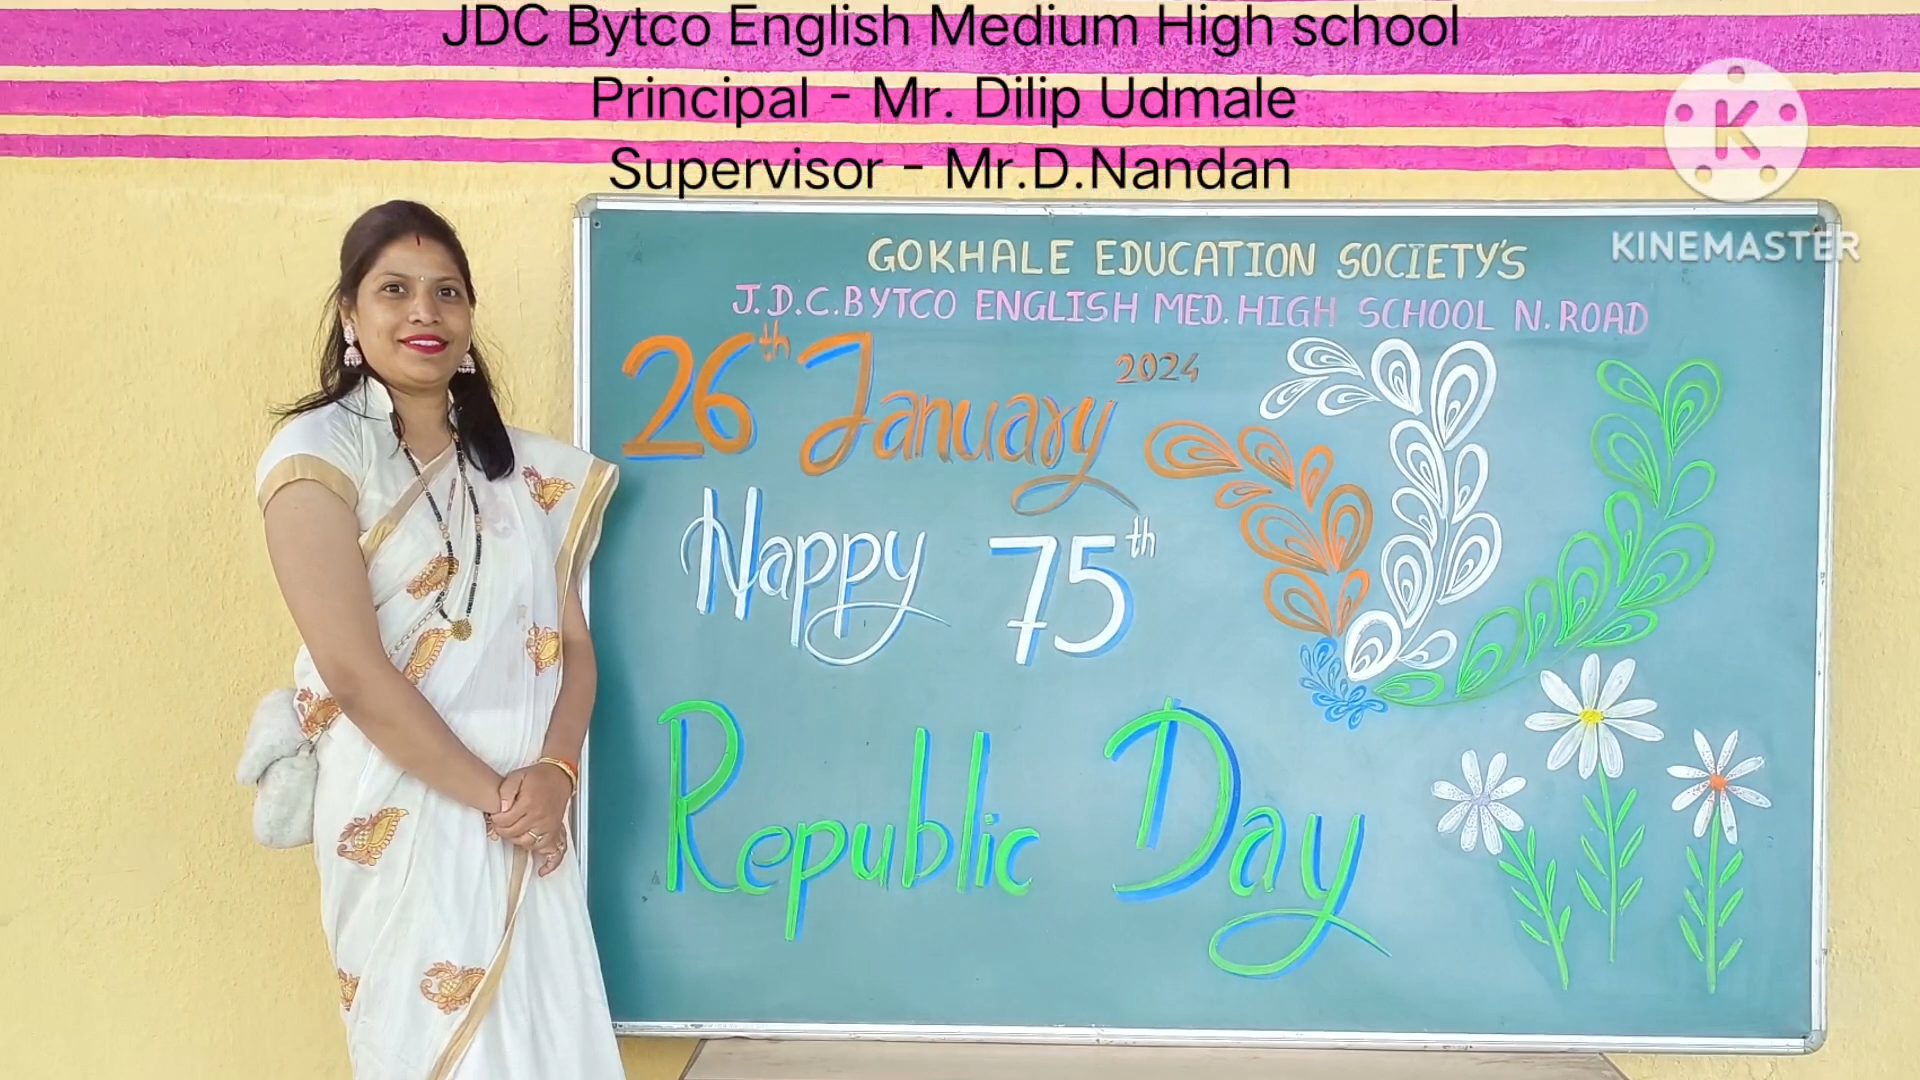 JDC Bytco English Medium High school
Principal - Mr. Dilip Udmale
Supervisor - Mr.D.Nandan
K
KINEMASTER
GOKHALE EDUCATION SOCIETY'S
J.D.C.BYTCO ENGLISH MED.HIGH SCHOOL N.ROAD
26th January 2024
Happy 75th
Republic Day